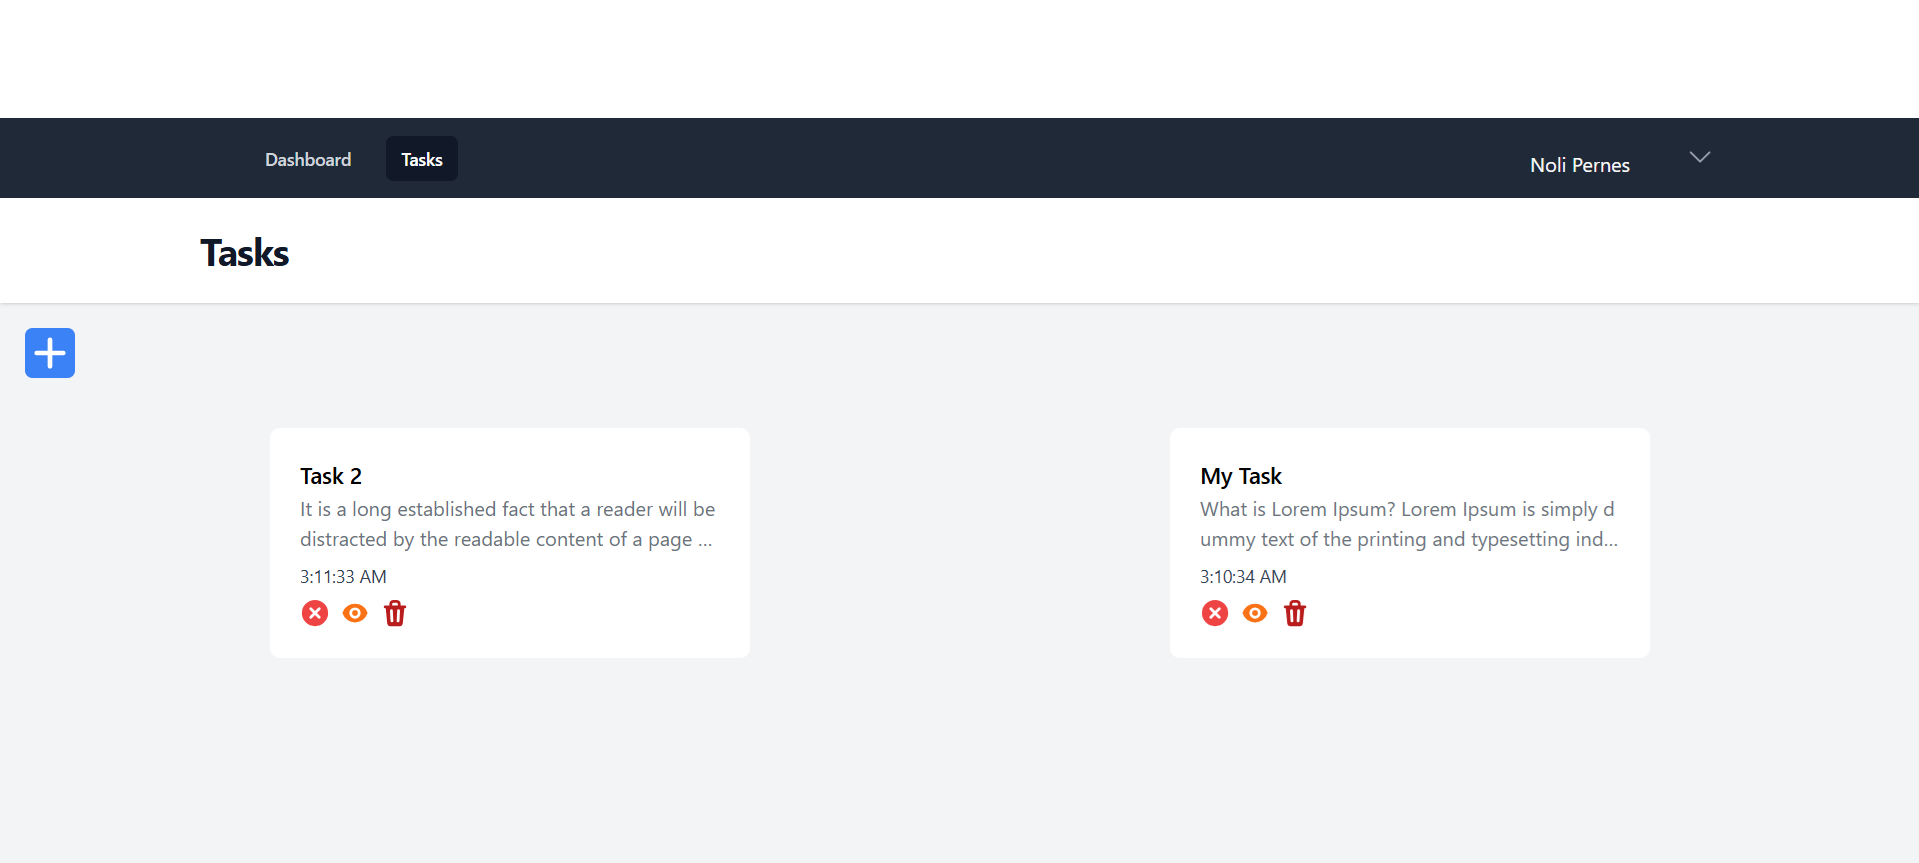 Dashboard Tasks Noli Pernes
Tasks
Task 2
It is a long established fact that a reader will be
distracted by the readable content of a page ...
3:11:33 AM
My Task
What is Lorem Ipsum? Lorem Ipsum is simply d
ummy text of the printing and typesetting ind...
3:10:34 AM